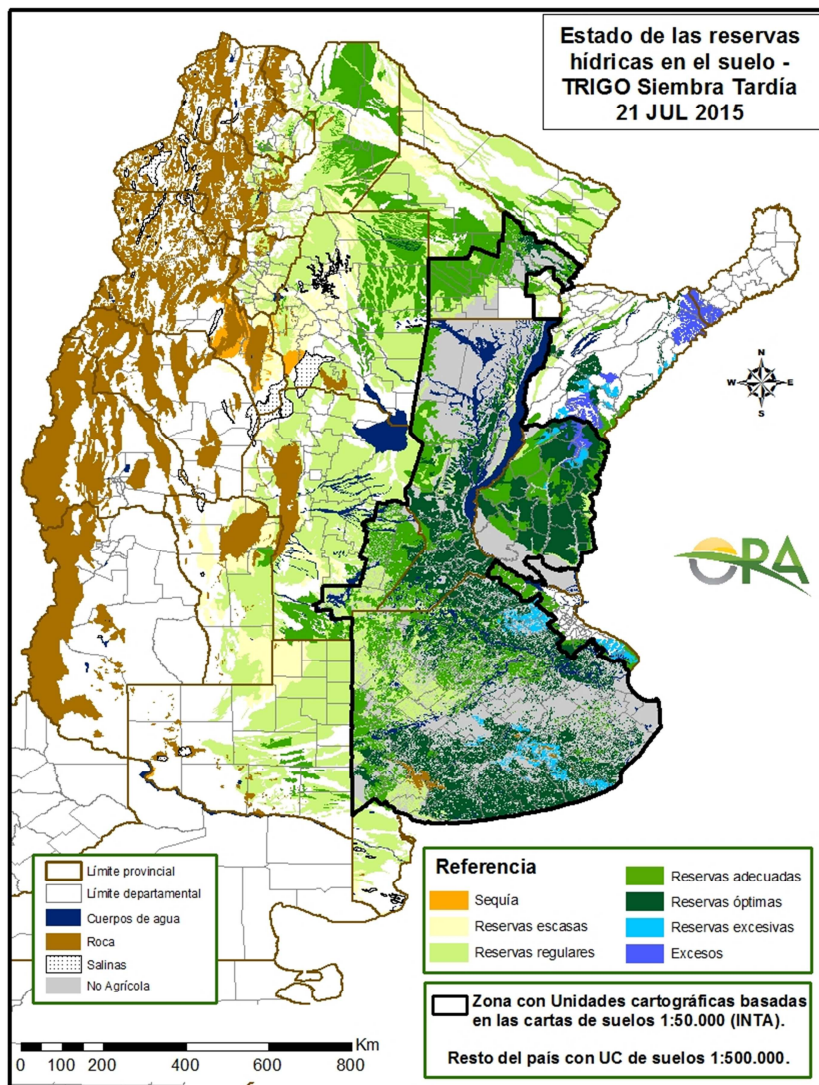 Estado de las reservas
hídricas en el suelo -
TRIGO Siembra Tardía
21 JUL 2015
N
W E
S
ORA
Límite provincial
Límite departamental
Cuerpos de agua
Roca
Salinas
No Agrícola
Referencia
Sequía
Reservas escasas
Reservas regulares
Reservas adecuadas
Reservas óptimas
Reservas excesivas
Excesos
Zona con Unidades cartográficas basadas
en las cartas de suelos 1:50.000 (INTA).
Resto del país con UC de suelos 1:500.000.
Km
0 100 200 400 600 800